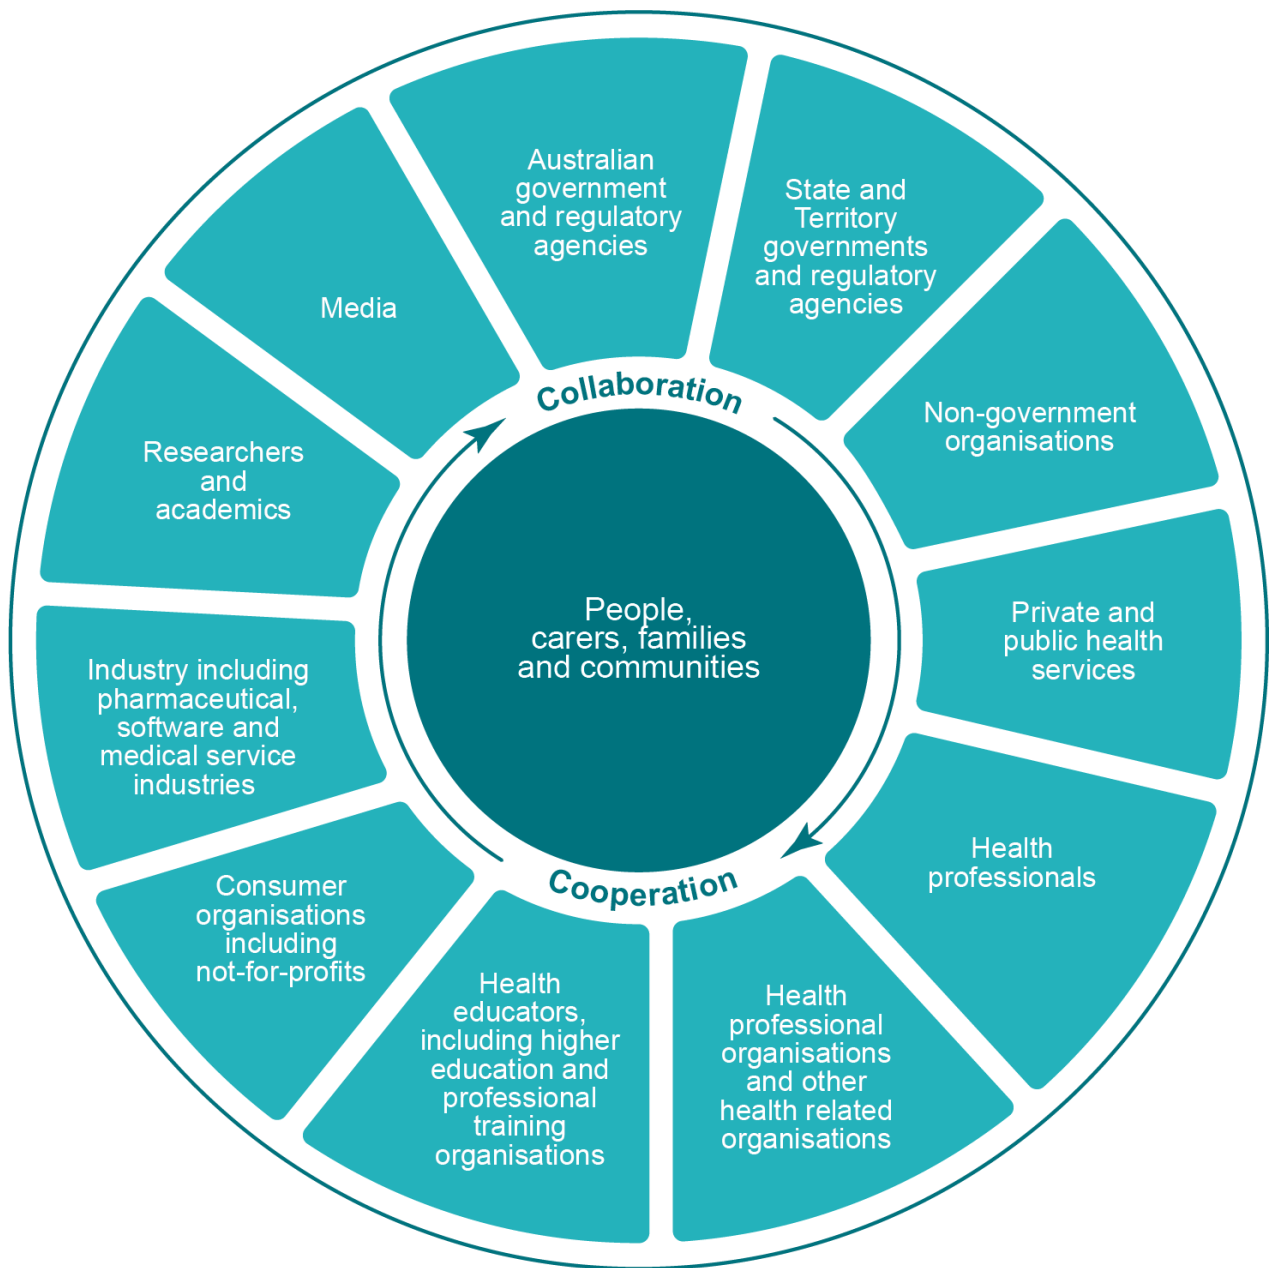 Australian
government
and regulatory
agencies
State and
Territory
governments
and regulatory
agencies
Non-government
organisations
Private and
public health
services
Health
professionals
Health
professional
organisations
and other
health related
organisations
Health
educators,
including higher
education and
professional
training
organisations
Consumer
organisations
including
not-for-profits
Industry including
pharmaceutical,
software and
medical service
industries
Researchers
and
academics
Media
Collaboration
People,
carers, families
and communities
Cooperation